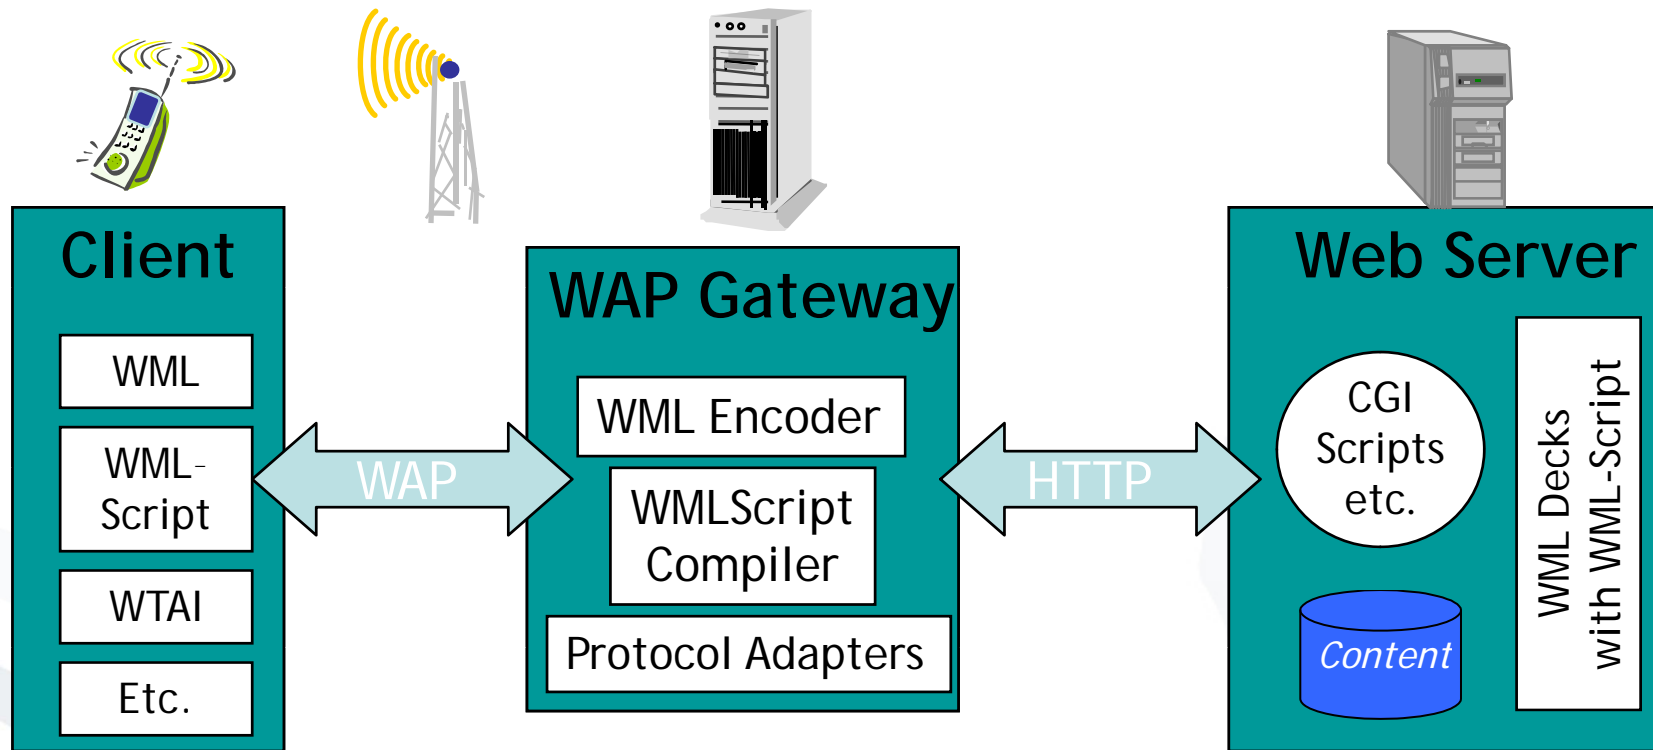 Client
WML
WML-
Script
WTAI
Etc.
WAP
WAP Gateway
WML Encoder
WMLScript
Compiler
Protocol Adapters
HTTP
Web Server
CGI
Scripts
etc.
Content
WML Decks
with WML-Script